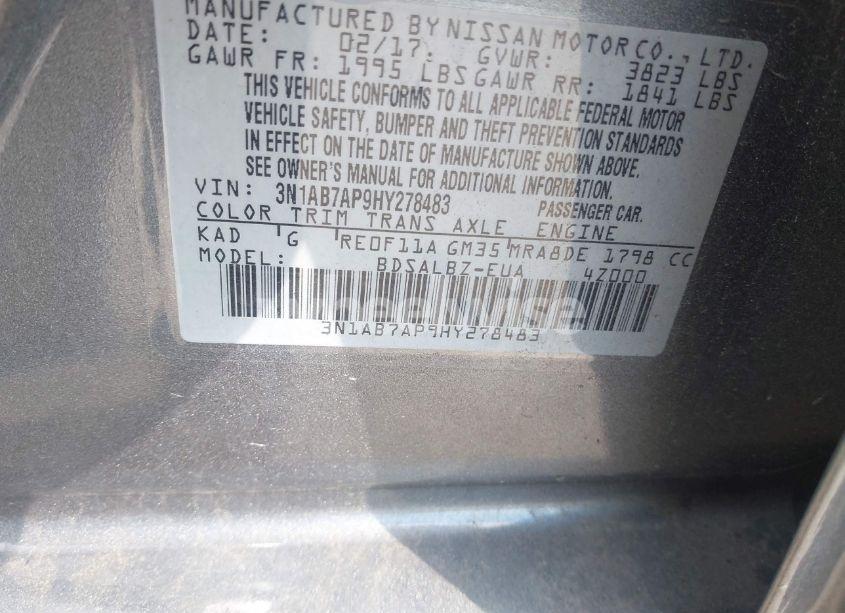 MANUFACTURED BY NISSAN MOTOR CO., LTD.
DATE: 02/17 GVWR: 3823 LBS
GAWR FR: 1995 LBS GAWR RR: 1841 LBS
THIS VEHICLE CONFORMS TO ALL APPLICABLE FEDERAL MOTOR
VEHICLE SAFETY, BUMPER AND THEFT PREVENTION STANDARDS
IN EFFECT ON THE DATE OF MANUFACTURE SHOWN ABOVE.
SEE OWNER'S MANUAL FOR ADDITIONAL INFORMATION.
VIN: 3N1AB7AP9HY278483 PASSENGER CAR.
COLOR TRIM TRANS AXLE ENGINE
KAD G RE0F11A GM35 MRA8DE 1798 CC
MODEL: BDSALBZ-EUA 4Z000
3N1AB7AP9HY278483